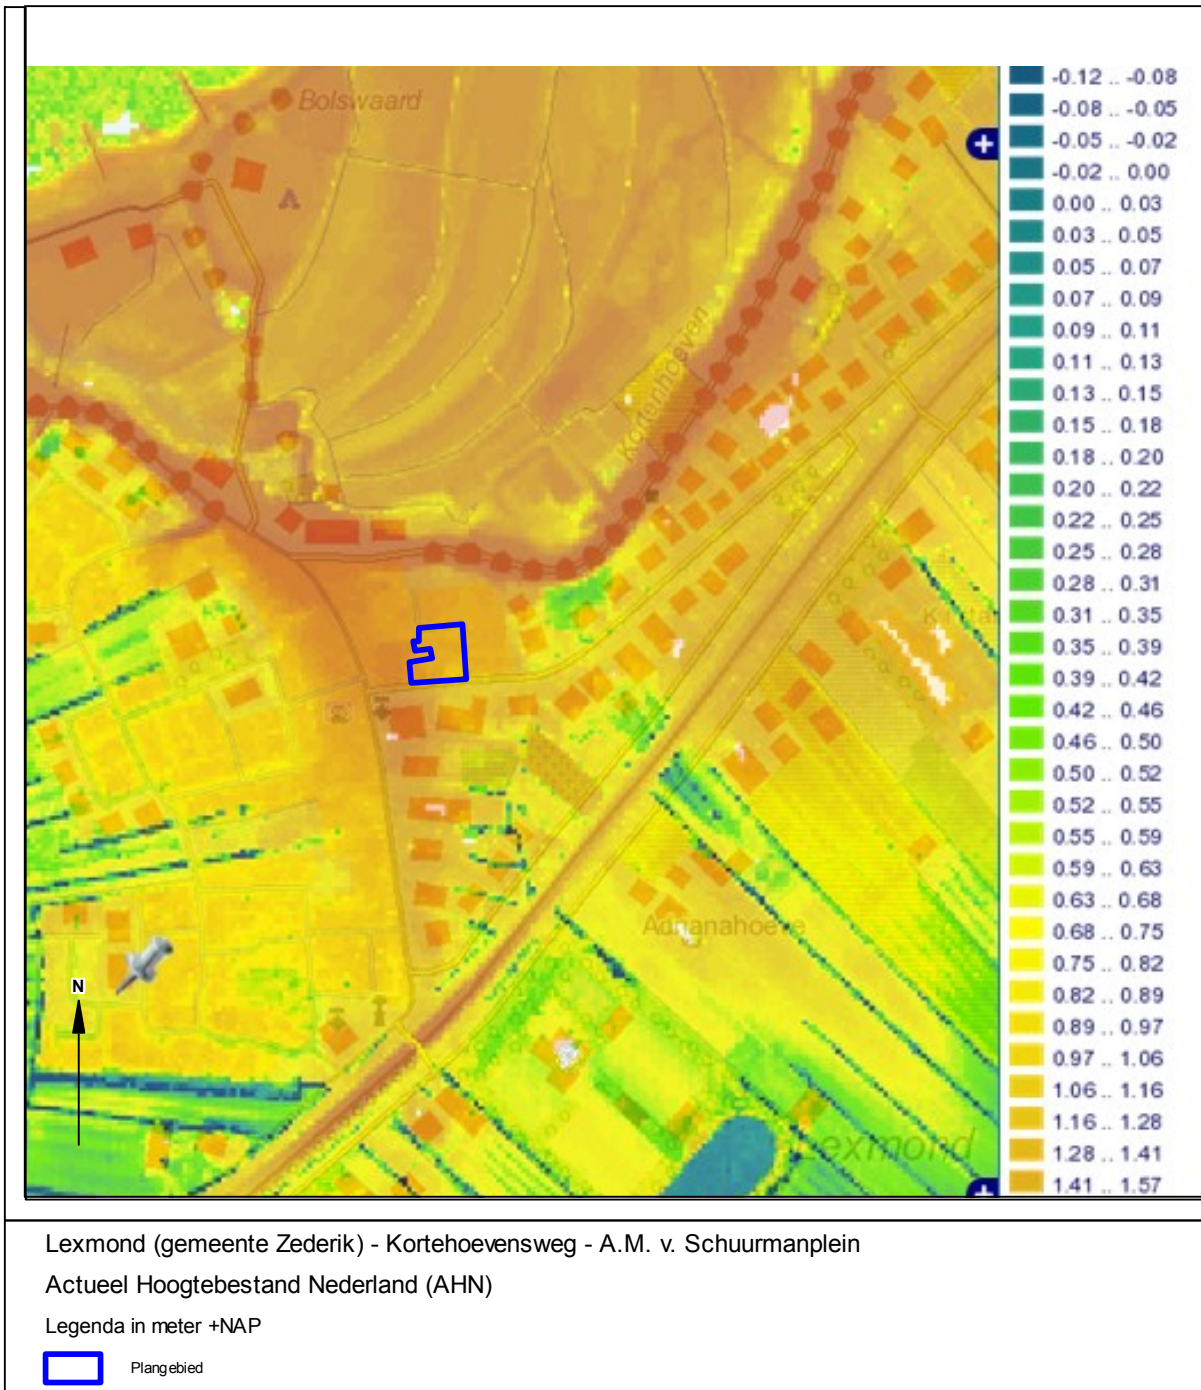 Bolswaard
Kortenhoeven
Adrianahoeve
Lexmond
N
-0.12 .. -0.08
-0.08 .. -0.05
-0.05 .. -0.02
-0.02 .. 0.00
0.00 .. 0.03
0.03 .. 0.05
0.05 .. 0.07
0.07 .. 0.09
0.09 .. 0.11
0.11 .. 0.13
0.13 .. 0.15
0.15 .. 0.18
0.18 .. 0.20
0.20 .. 0.22
0.22 .. 0.25
0.25 .. 0.28
0.28 .. 0.31
0.31 .. 0.35
0.35 .. 0.39
0.39 .. 0.42
0.42 .. 0.46
0.46 .. 0.50
0.50 .. 0.52
0.52 .. 0.55
0.55 .. 0.59
0.59 .. 0.63
0.63 .. 0.68
0.68 .. 0.75
0.75 .. 0.82
0.82 .. 0.89
0.89 .. 0.97
0.97 .. 1.06
1.06 .. 1.16
1.16 .. 1.28
1.28 .. 1.41
1.41 .. 1.57
Lexmond (gemeente Zederik) - Kortehoevensweg - A.M. v. Schuurmanplein
Actueel Hoogtebestand Nederland (AHN)
Legenda in meter +NAP
Plangebied